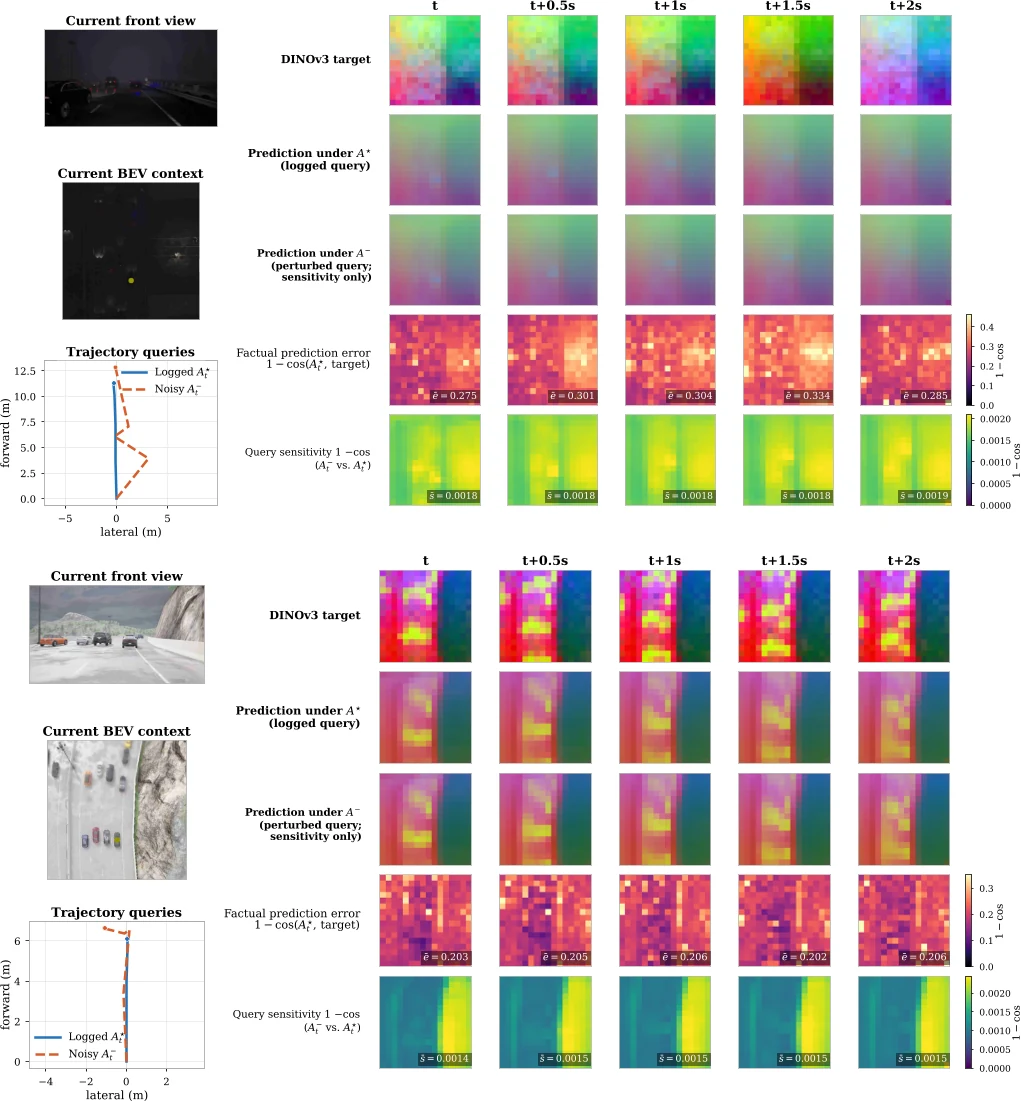 Current front view
t t+0.5s t+1s t+1.5s t+2s
DINOv3 target
Prediction under A⋆
(logged query)
Current BEV context
Prediction under A−
(perturbed query;
sensitivity only)
Trajectory queries
Logged A⋆t
Noisy A−t
12.5
10.0
7.5
5.0
2.5
0.0
forward (m)
−5 0 5
lateral (m)
Factual prediction error
1 − cos(A⋆t, target)
ē = 0.275 ē = 0.301 ē = 0.304 ē = 0.334 ē = 0.285
0.4
0.3
0.2
0.1
0.0
1 − cos
Query sensitivity 1 −cos
(A−t vs. A⋆t)
s̄ = 0.0018 s̄ = 0.0018 s̄ = 0.0018 s̄ = 0.0018 s̄ = 0.0019
0.0020
0.0015
0.0010
0.0005
0.0000
1 − cos
Current front view
t t+0.5s t+1s t+1.5s t+2s
DINOv3 target
Prediction under A⋆
(logged query)
Current BEV context
Prediction under A−
(perturbed query;
sensitivity only)
Trajectory queries
6
4
2
0
forward (m)
Logged A⋆t
Noisy A−t
−4 −2 0 2
lateral (m)
Factual prediction error
1 − cos(A⋆t, target)
ē = 0.203 ē = 0.205 ē = 0.206 ē = 0.202 ē = 0.206
0.3
0.2
0.1
0.0
1 − cos
Query sensitivity 1 −cos
(A−t vs. A⋆t)
s̄ = 0.0014 s̄ = 0.0015 s̄ = 0.0015 s̄ = 0.0015 s̄ = 0.0015
0.0020
0.0015
0.0010
0.0005
0.0000
1 − cos